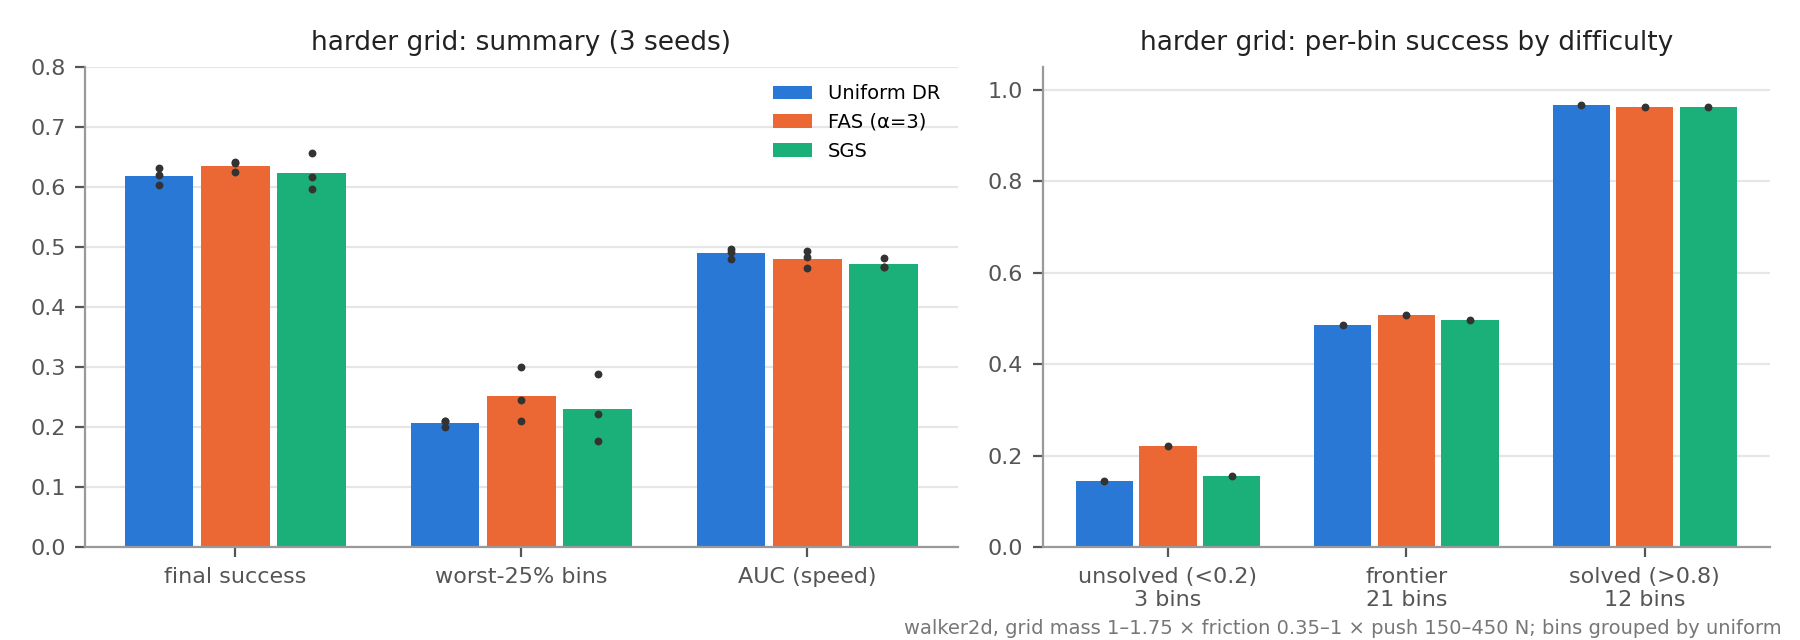 harder grid: summary (3 seeds)
0.8
0.7
0.6
0.5
0.4
0.3
0.2
0.1
0.0
Uniform DR
FAS (α=3)
SGS
final success
worst-25% bins
AUC (speed)
harder grid: per-bin success by difficulty
1.0
0.8
0.6
0.4
0.2
0.0
unsolved (<0.2)
3 bins
frontier
21 bins
solved (>0.8)
12 bins
walker2d, grid mass 1–1.75 × friction 0.35–1 × push 150–450 N; bins grouped by uniform